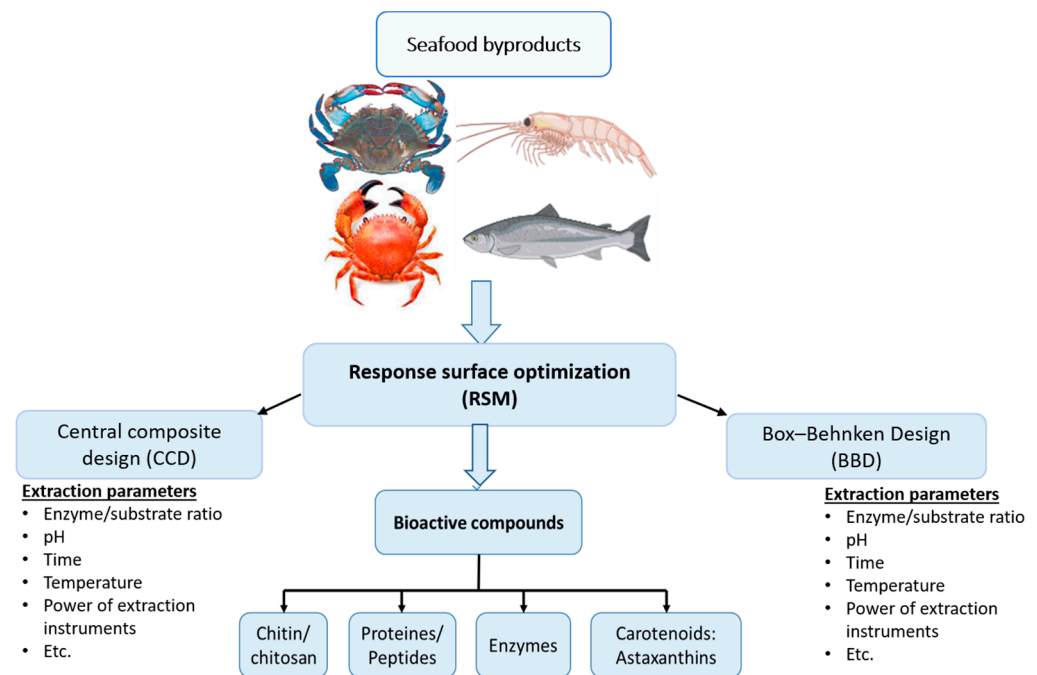 Seafood byproducts
Response surface optimization
(RSM)
Central composite
design (CCD)
Extraction parameters
• Enzyme/substrate ratio
• pH
• Time
• Temperature
• Power of extraction
instruments
• Etc.
Box–Behnken Design
(BBD)
Extraction parameters
• Enzyme/substrate ratio
• pH
• Time
• Temperature
• Power of extraction
instruments
• Etc.
Bioactive compounds
Chitin/
chitosan
Proteines/
Peptides
Enzymes
Carotenoids:
Astaxanthins